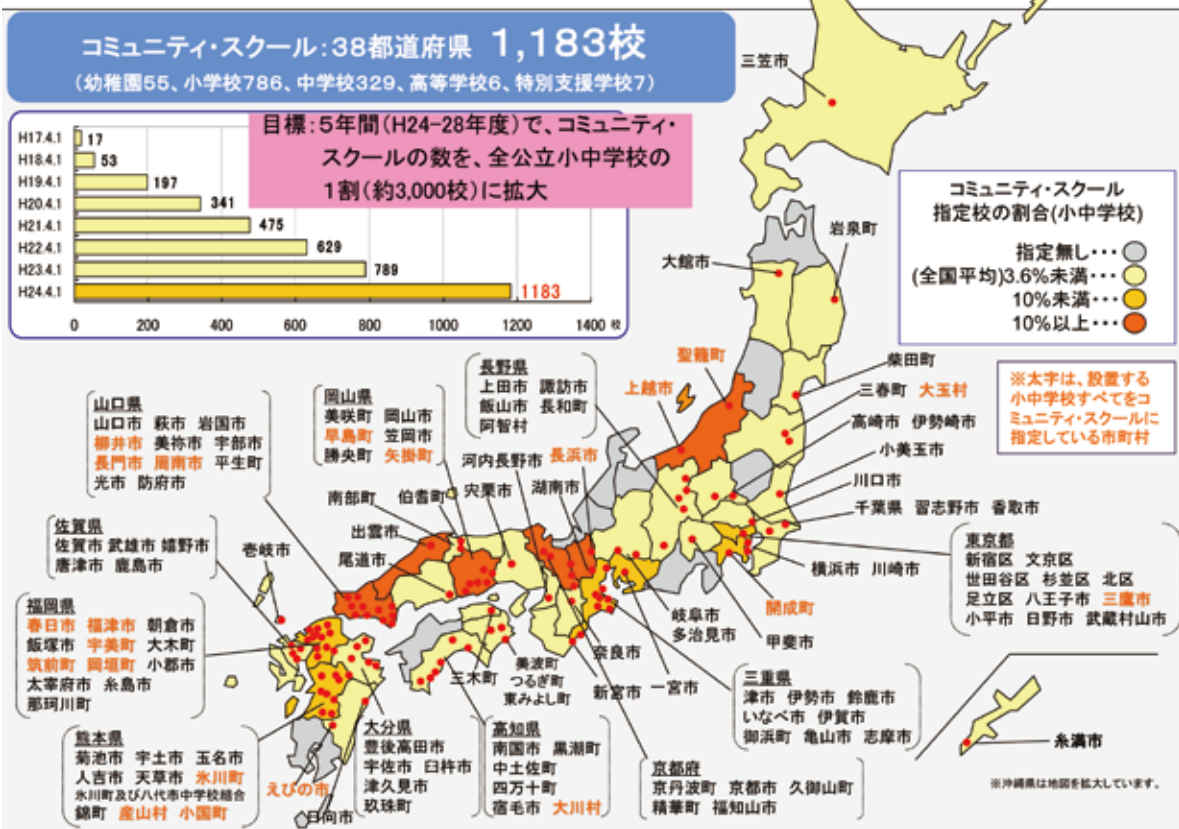 コミュニティ・スクール:38都道府県 1,183校
(幼稚園55、小学校786、中学校329、高等学校6、特別支援学校7)
目標:5年間(H24-28年度)で、コミュニティ・
スクールの数を、全公立小中学校の
1割(約3,000校)に拡大
H17.4.1 17
H18.4.1 53
H19.4.1 197
H20.4.1 341
H21.4.1 475
H22.4.1 629
H23.4.1 789
H24.4.1 1183
0 200 400 600 800 1000 1200 1400 校
コミュニティ・スクール
指定校の割合(小中学校)
指定無し・・・
(全国平均)3.6%未満・・・
10%未満・・・
10%以上・・・
※太字は、設置する
小中学校すべてをコ
ミュニティ・スクールに
指定している市町村
三笠市
岩泉町
大館市
聖籠町
上越市
柴田町
三春町 大玉村
高崎市 伊勢崎市
小美玉市
川口市
千葉県 習志野市 香取市
長野県
上田市 諏訪市
飯山市 長和町
阿智村
岡山県
美咲町 岡山市
早島町 笠岡市
勝央町 矢掛町
山口県
山口市 萩市 岩国市
柳井市 美祢市 宇部市
長門市 周南市 平生町
光市 防府市
河内長野市 長浜市
宍粟市
湖南市
南部町
伯耆町
出雲市
尾道市
佐賀県
佐賀市 武雄市 嬉野市
唐津市 鹿島市
壱岐市
東京都
新宿区 文京区
世田谷区 杉並区 北区
足立区 八王子市 三鷹市
小平市 日野市 武蔵村山市
横浜市 川崎市
開成町
甲斐市
岐阜市
多治見市
福岡県
春日市 福津市 朝倉市
飯塚市 宇美町 大木町
筑前町 岡垣町 小郡市
太宰府市 糸島市
那珂川町
奈良市
一宮市
新宮市
三木町
美波町
つるぎ町
東みよし町
三重県
津市 伊勢市 鈴鹿市
いなべ市 伊賀市
御浜町 亀山市 志摩市
熊本県
菊池市 宇土市 玉名市
人吉市 天草市 氷川町
氷川町及び八代市中学校組合
錦町 産山村 小国町
えびの市
日向市
大分県
豊後高田市
宇佐市 臼杵市
津久見市
玖珠町
高知県
南国市 黒潮町
中土佐町
四万十町
宿毛市 大川村
京都府
京丹波町 京都市 久御山町
精華町 福知山市
糸満市
※沖縄県は地図を拡大しています。